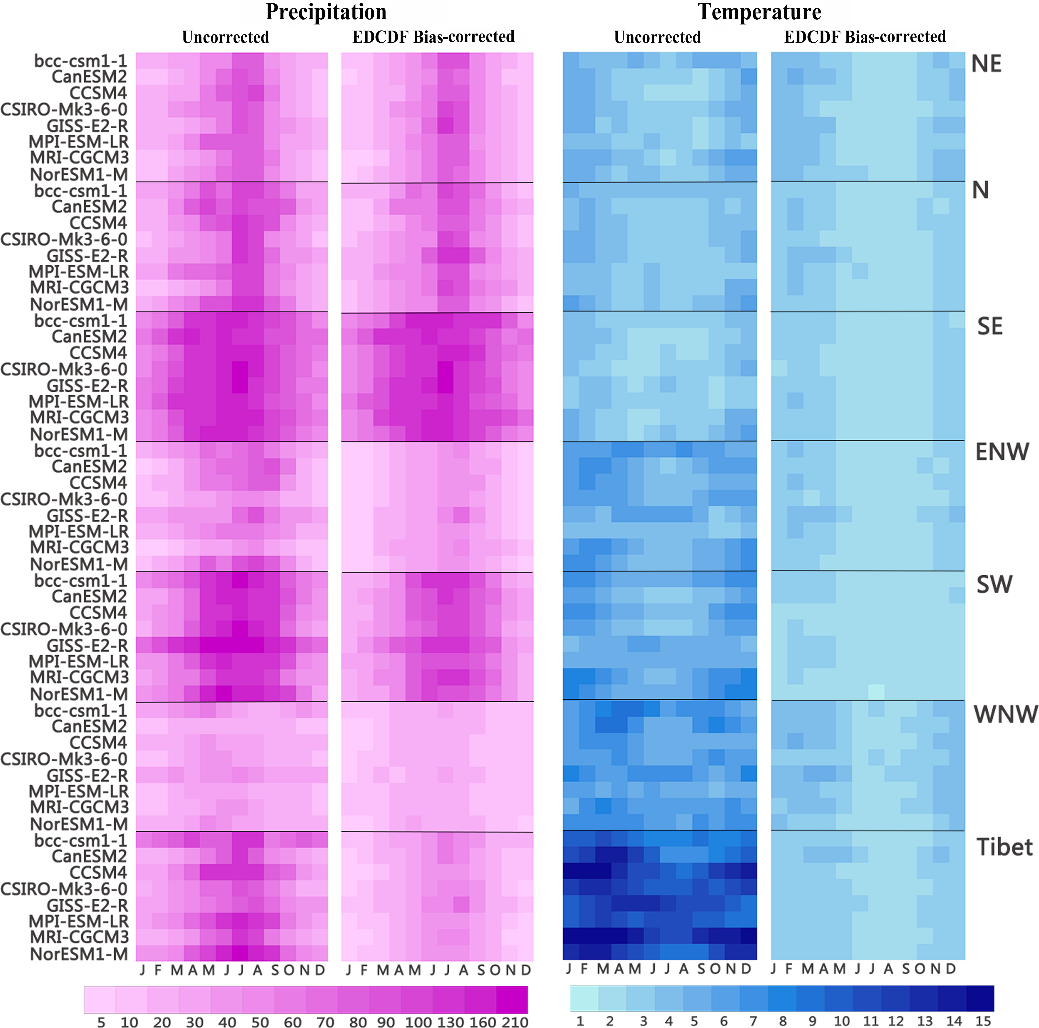 Precipitation Temperature
Uncorrected EDCDF Bias-corrected Uncorrected EDCDF Bias-corrected
bcc-csm1-1 NE
CanESM2
CCSM4
CSIRO-Mk3-6-0
GISS-E2-R
MPI-ESM-LR
MRI-CGCM3
NorESM1-M
bcc-csm1-1 N
CanESM2
CCSM4
CSIRO-Mk3-6-0
GISS-E2-R
MPI-ESM-LR
MRI-CGCM3
NorESM1-M
bcc-csm1-1 SE
CanESM2
CCSM4
CSIRO-Mk3-6-0
GISS-E2-R
MPI-ESM-LR
MRI-CGCM3
NorESM1-M
bcc-csm1-1 ENW
CanESM2
CCSM4
CSIRO-Mk3-6-0
GISS-E2-R
MPI-ESM-LR
MRI-CGCM3
NorESM1-M
bcc-csm1-1 SW
CanESM2
CCSM4
CSIRO-Mk3-6-0
GISS-E2-R
MPI-ESM-LR
MRI-CGCM3
NorESM1-M
bcc-csm1-1 WNW
CanESM2
CCSM4
CSIRO-Mk3-6-0
GISS-E2-R
MPI-ESM-LR
MRI-CGCM3
NorESM1-M
bcc-csm1-1 Tibet
CanESM2
CCSM4
CSIRO-Mk3-6-0
GISS-E2-R
MPI-ESM-LR
MRI-CGCM3
NorESM1-M
J F M A M J J A S O N D J F M A M J J A S O N D J F M A M J J A S O N D J F M A M J J A S O N D
5 10 20 30 40 60 70 80 90 100 130 160 210 1 2 3 4 5 6 7 8 9 10 12 13 14 15